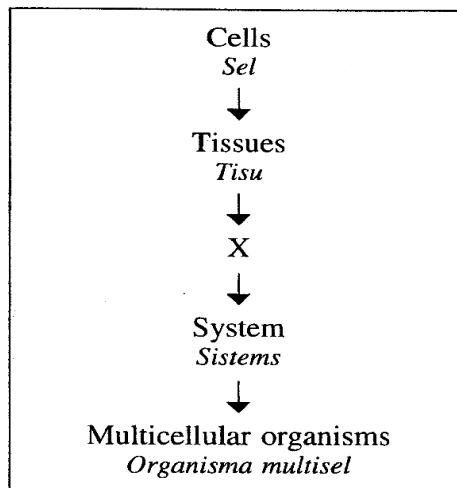 Cells
Sel
Tissues
Tisu
X
System
Sistems
Multicellular organisms
Organisma multisel